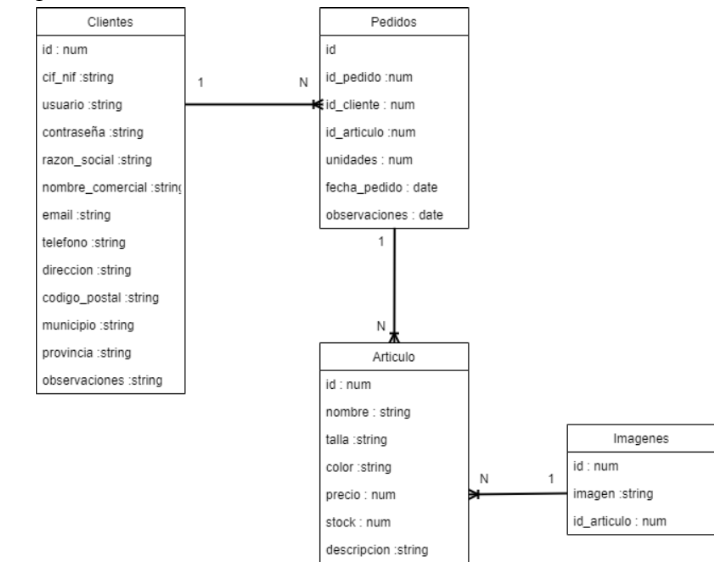 Clientes
id : num
cif_nif :string
usuario :string
contraseña :string
razon_social :string
nombre_comercial :string
email :string
telefono :string
direccion :string
codigo_postal :string
municipio :string
provincia :string
observaciones :string
1
N
Pedidos
id
id_pedido :num
id_cliente : num
id_articulo :num
unidades : num
fecha_pedido : date
observaciones : date
1
N
Articulo
id : num
nombre : string
talla :string
color :string
precio : num
stock : num
descripcion :string
N
1
Imagenes
id : num
imagen :string
id_articulo : num